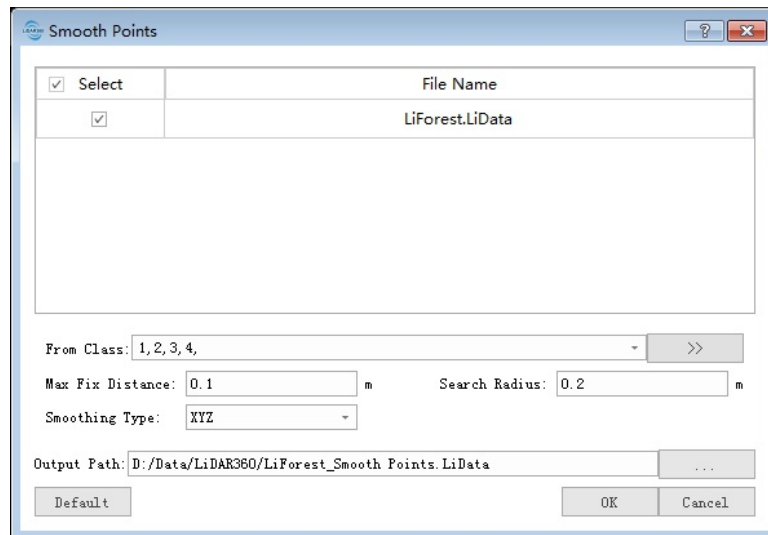 LiDAR360 Smooth Points ?
Select File Name
LiForest.LiData
From Class: 1,2,3,4, >>
Max Fix Distance: 0.1 m Search Radius: 0.2 m
Smoothing Type: XYZ
Output Path: D:/Data/LiDAR360/LiForest_Smooth Points.LiData ...
Default OK Cancel